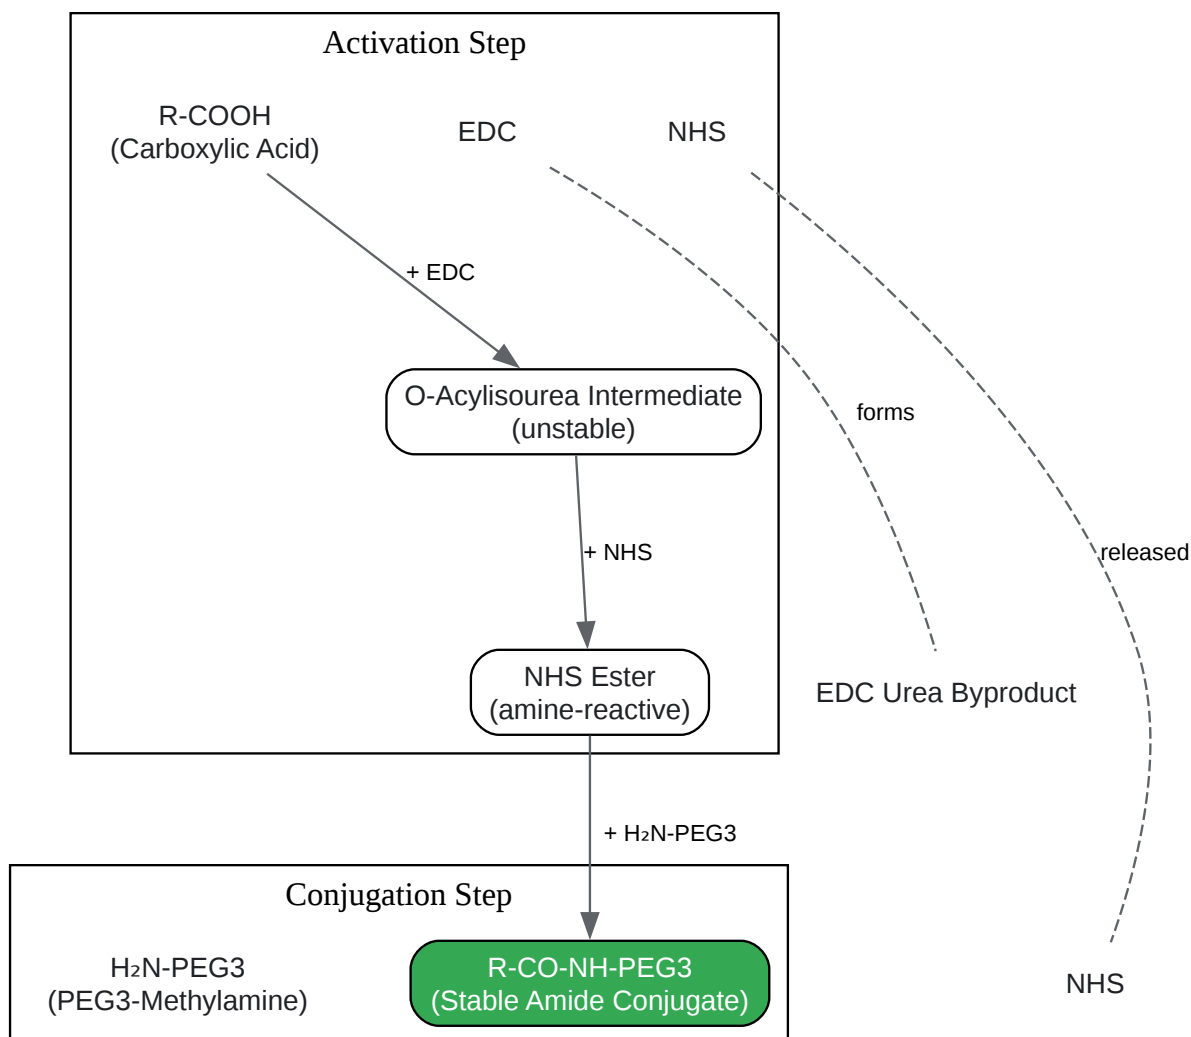 Activation Step
R-COOH
(Carboxylic Acid)
EDC
NHS
+ EDC
O-Acylisourea Intermediate
(unstable)
forms
+ NHS
released
NHS Ester
(amine-reactive)
EDC Urea Byproduct
+ H₂N-PEG3
Conjugation Step
H₂N-PEG3
(PEG3-Methylamine)
R-CO-NH-PEG3
(Stable Amide Conjugate)
NHS